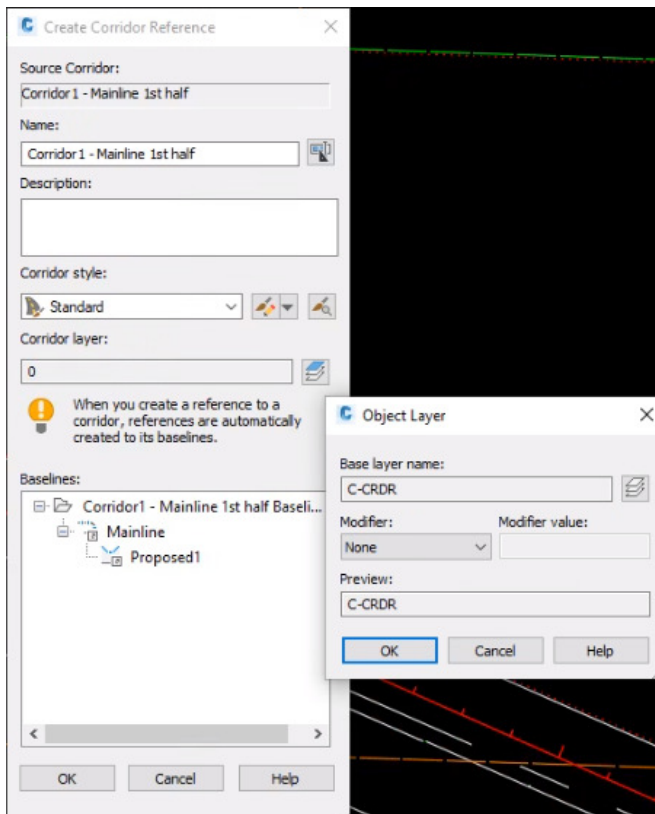 Create Corridor Reference
Source Corridor:
Corridor1 - Mainline 1st half
Name:
Corridor1 - Mainline 1st half
Description:
Corridor style:
Standard
Corridor layer:
0
When you create a reference to a
corridor, references are automatically
created to its baselines.
Baselines:
Corridor1 - Mainline 1st half Baseli...
Mainline
Proposed1
OK Cancel Help
Object Layer
Base layer name:
C-CRDR
Modifier: Modifier value:
None
Preview:
C-CRDR
OK Cancel Help